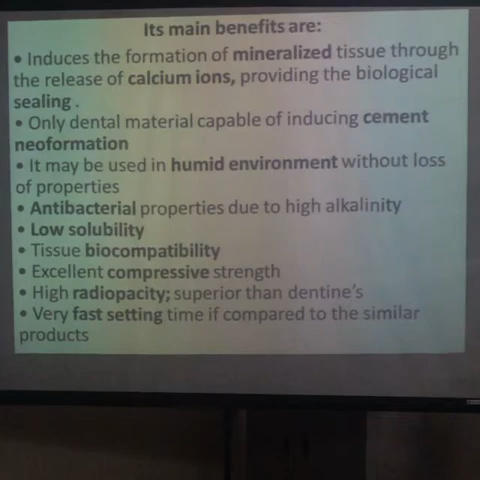 Its main benefits are:
• Induces the formation of mineralized tissue through
the release of calcium ions, providing the biological
sealing .
• Only dental material capable of inducing cement
neoformation
• It may be used in humid environment without loss
of properties
• Antibacterial properties due to high alkalinity
• Low solubility
• Tissue biocompatibility
• Excellent compressive strength
• High radiopacity; superior than dentine's
• Very fast setting time if compared to the similar
products